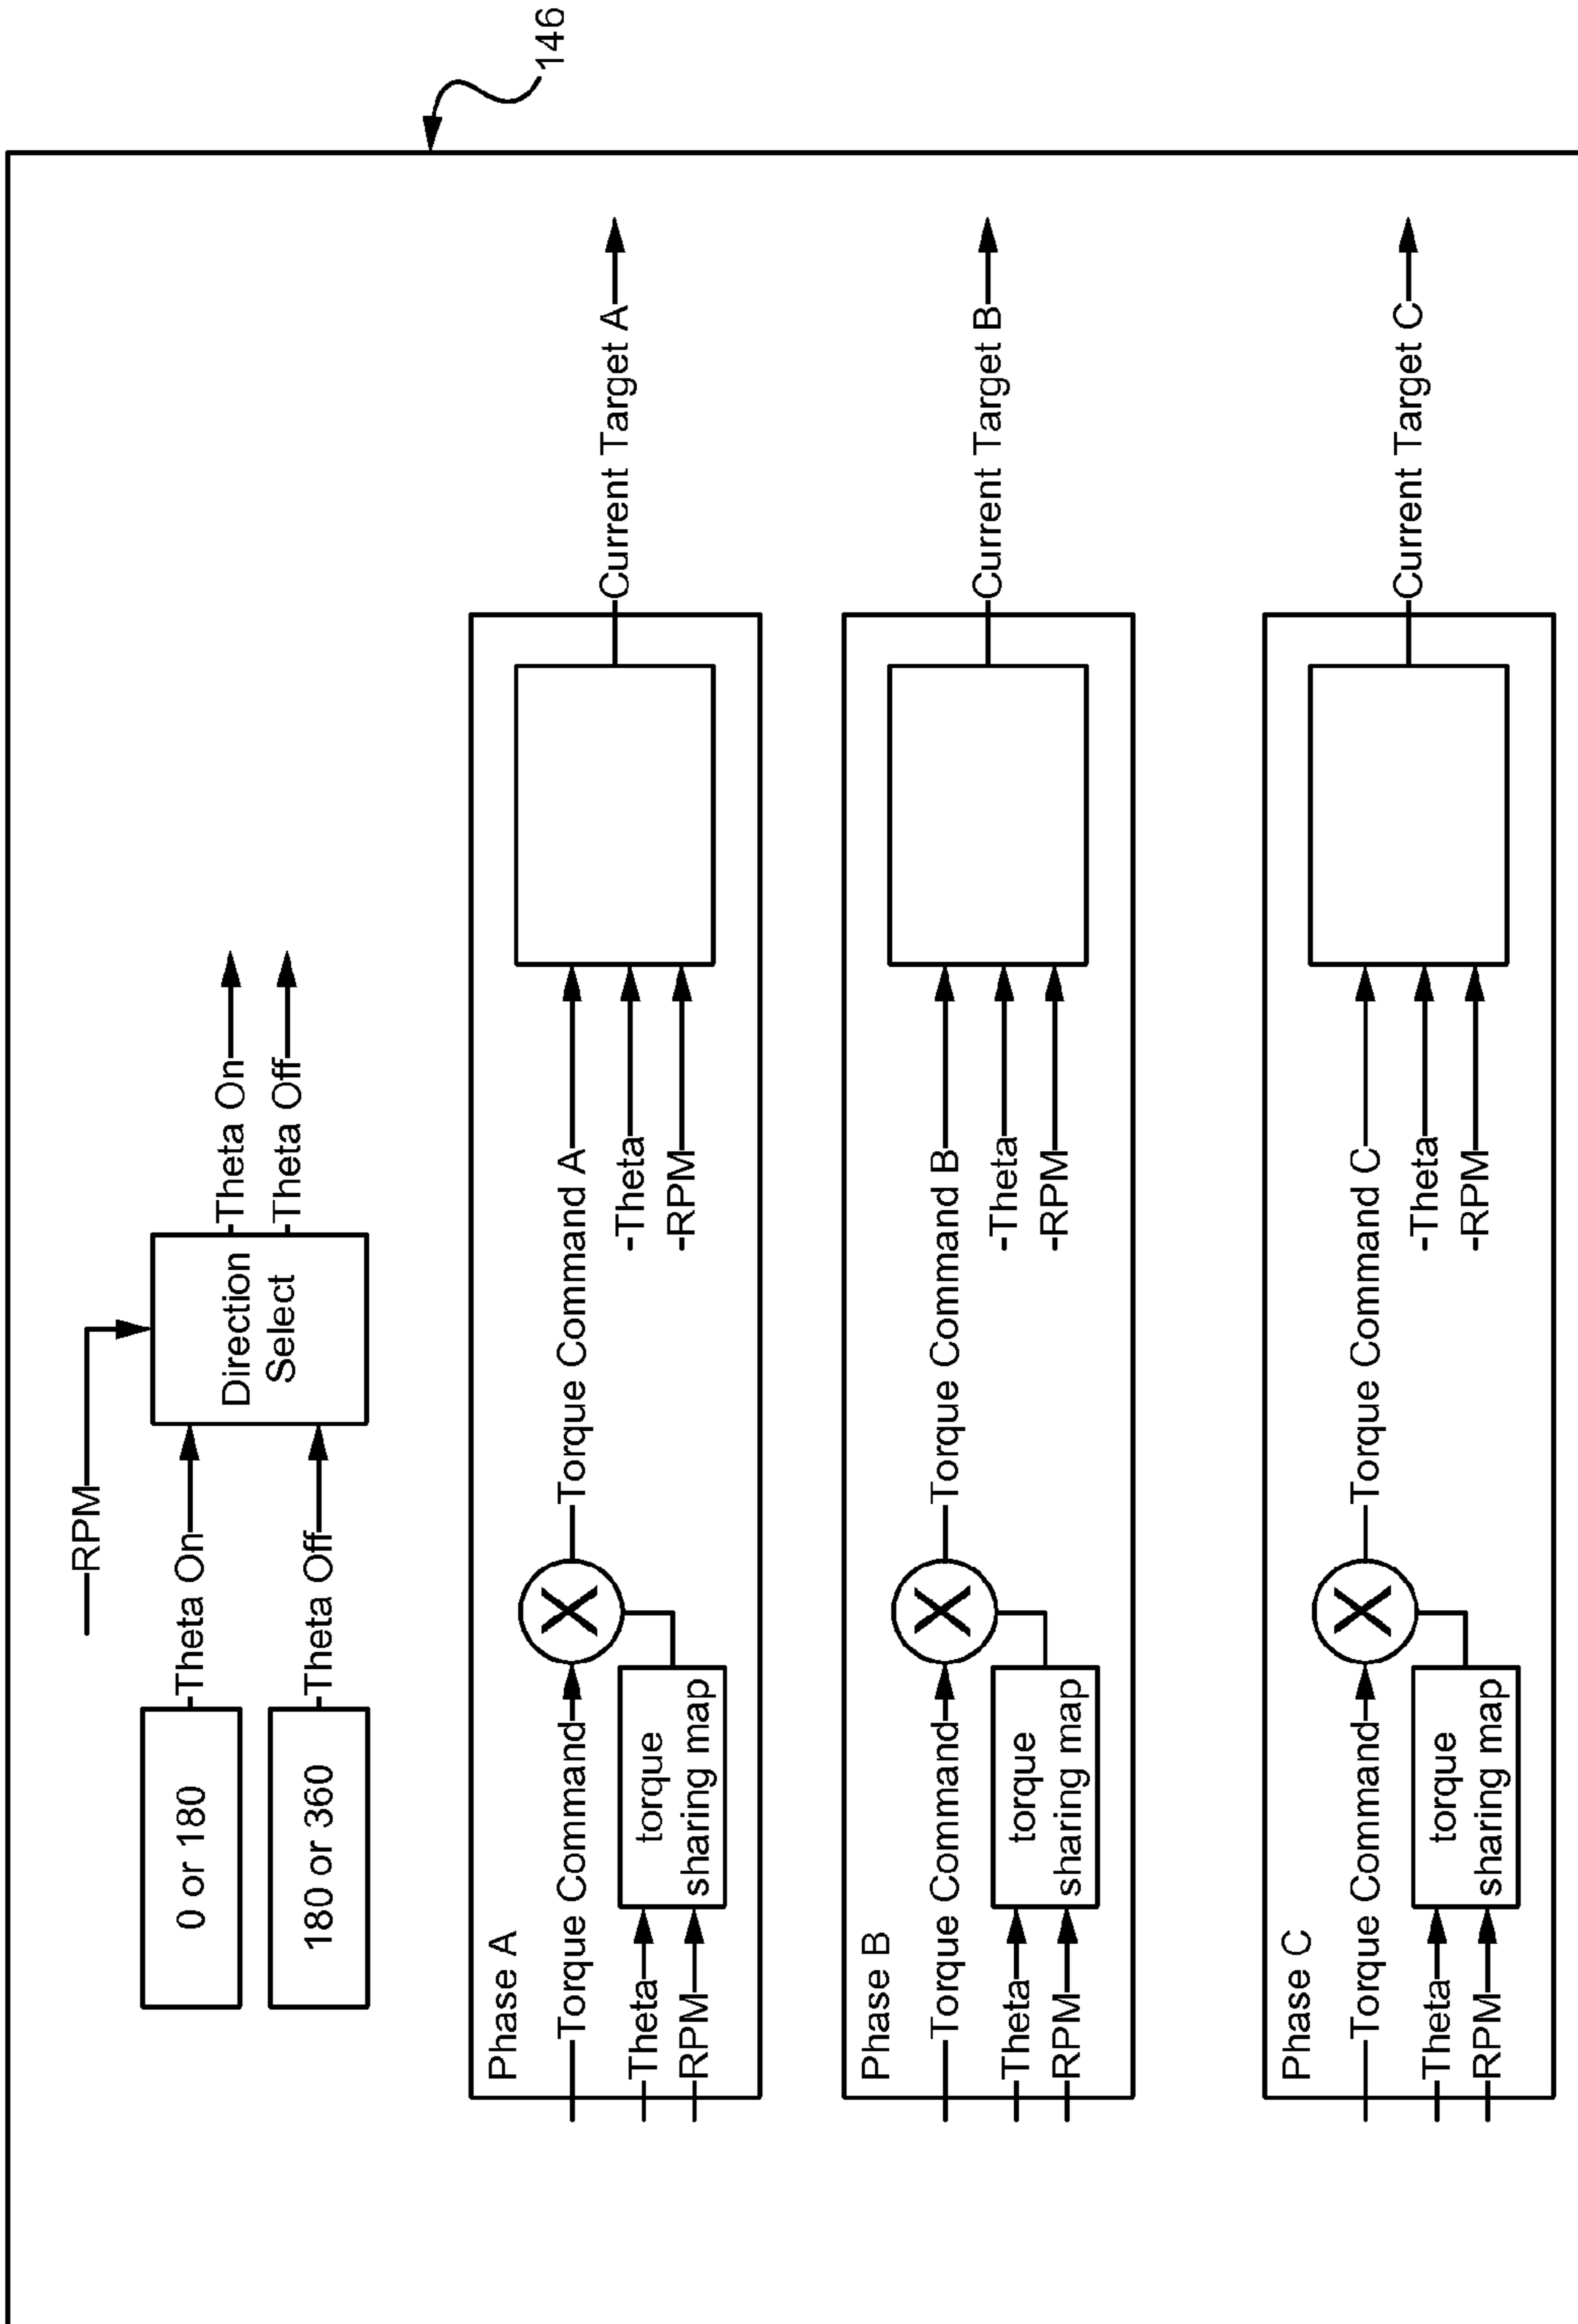 146
RPM
0 or 180
Theta On
180 or 360
Theta Off
Direction
Select
Theta On
Theta Off
Phase A
Torque Command
Theta
RPM
torque
sharing map
X
Torque Command A
Theta
RPM
Current Target A
Phase B
Torque Command
Theta
RPM
torque
sharing map
X
Torque Command B
Theta
RPM
Current Target B
Phase C
Torque Command
Theta
RPM
torque
sharing map
X
Torque Command C
Theta
RPM
Current Target C